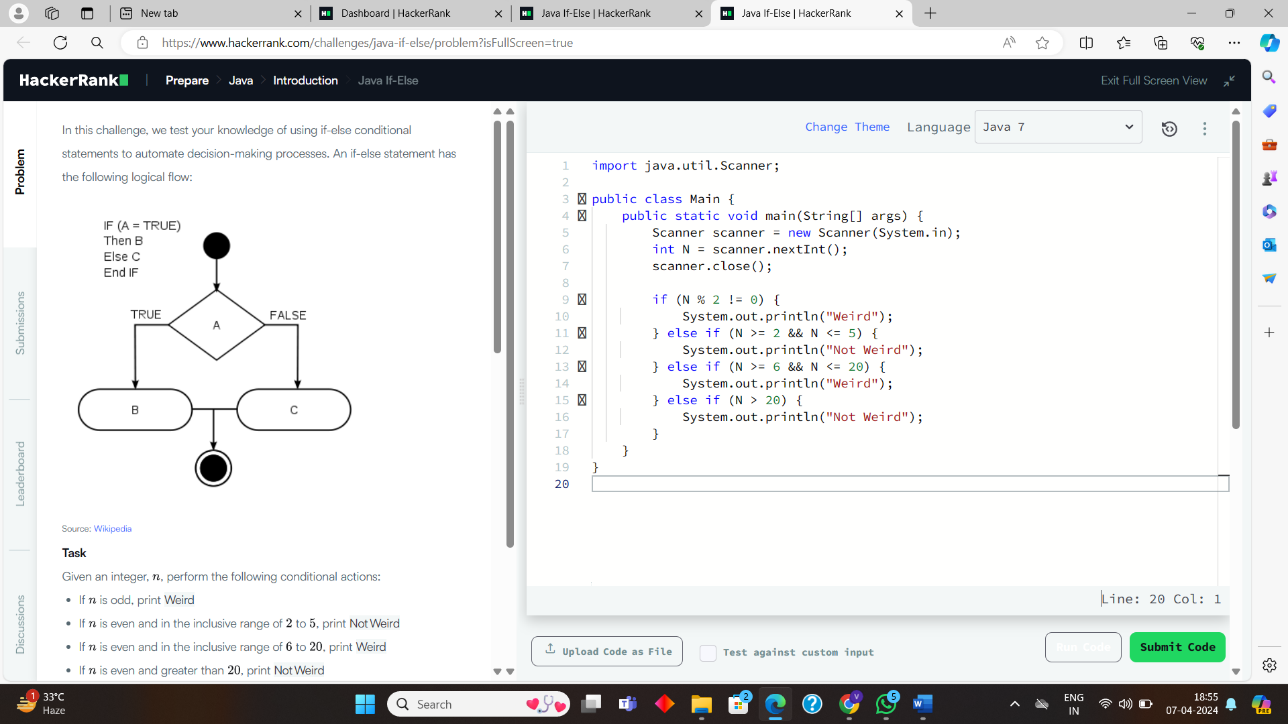 New tab
Dashboard | HackerRank
Java If-Else | HackerRank
Java If-Else | HackerRank
https://www.hackerrank.com/challenges/java-if-else/problem?isFullScreen=true
HackerRank
Prepare
Java
Introduction
Java If-Else
Exit Full Screen View
Problem
Submissions
Leaderboard
Discussions
In this challenge, we test your knowledge of using if-else conditional
statements to automate decision-making processes. An if-else statement has
the following logical flow:
IF (A = TRUE)
Then B
Else C
End IF
TRUE
FALSE
A
B
C
Source: Wikipedia
Task
Given an integer, n, perform the following conditional actions:
• If n is odd, print Weird
• If n is even and in the inclusive range of 2 to 5, print Not Weird
• If n is even and in the inclusive range of 6 to 20, print Weird
• If n is even and greater than 20, print Not Weird
Change Theme
Language
Java 7
1 import java.util.Scanner;
2
3 public class Main {
4 public static void main(String[] args) {
5 Scanner scanner = new Scanner(System.in);
6 int N = scanner.nextInt();
7 scanner.close();
8
9 if (N % 2 != 0) {
10 System.out.println("Weird");
11 } else if (N >= 2 && N <= 5) {
12 System.out.println("Not Weird");
13 } else if (N >= 6 && N <= 20) {
14 System.out.println("Weird");
15 } else if (N > 20) {
16 System.out.println("Not Weird");
17 }
18 }
19 }
20
Line: 20 Col: 1
Upload Code as File
Test against custom input
Run Code
Submit Code
1
33°C
Haze
Search
2
V
5
ENG
IN
18:55
07-04-2024
PRE